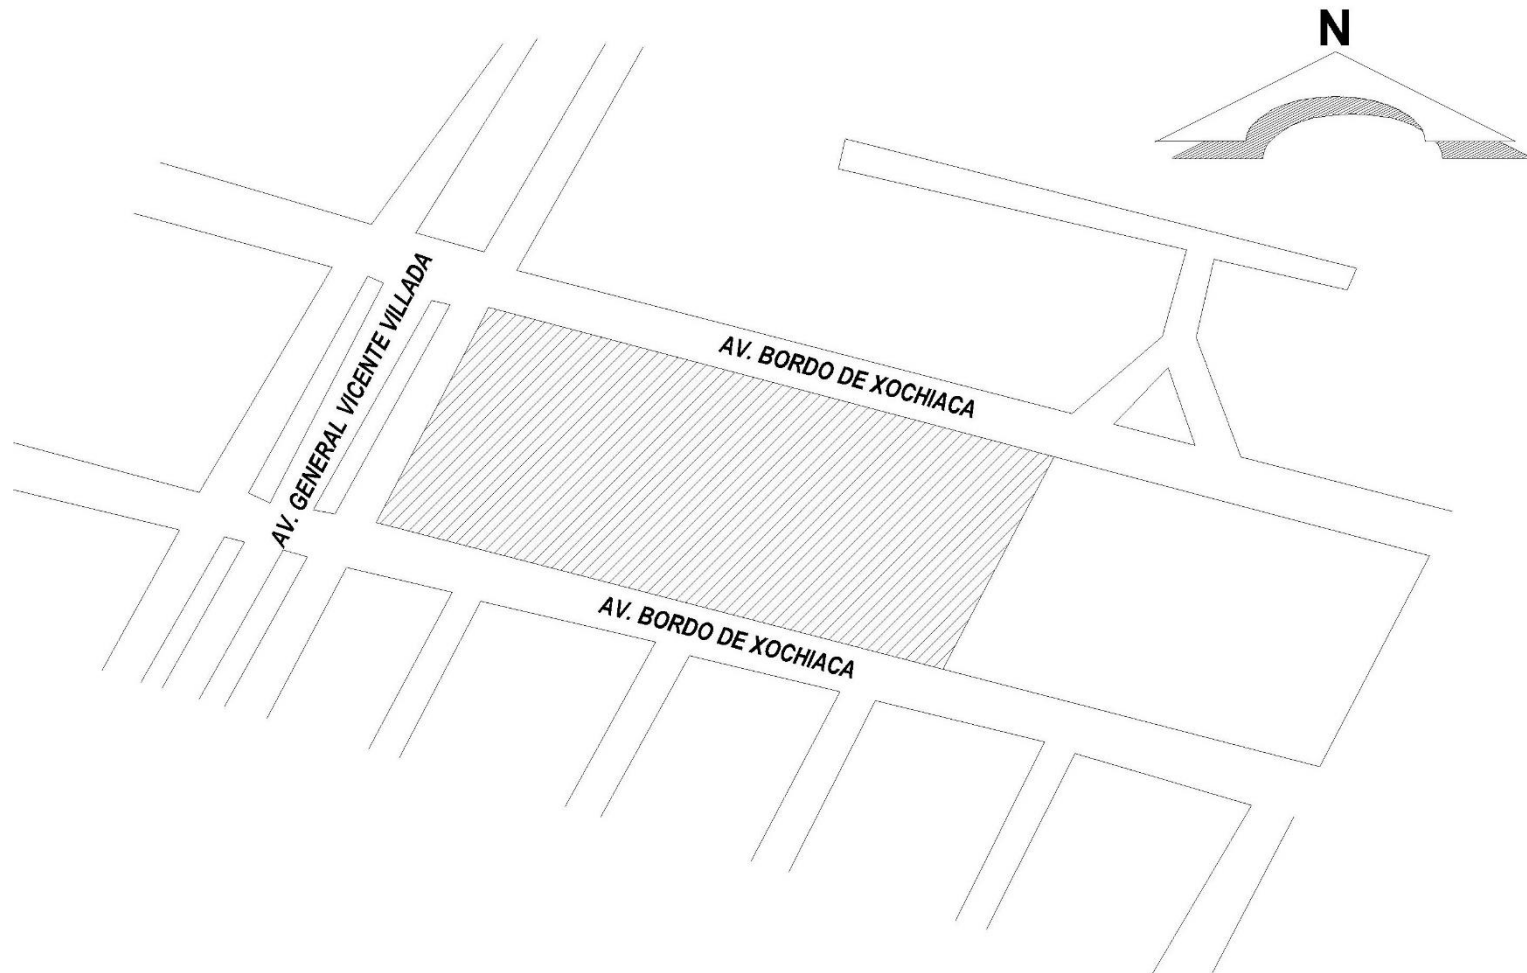 N
AV. GENERAL VICENTE VILLADA
AV. BORDO DE XOCHIACA
AV. BORDO DE XOCHIACA